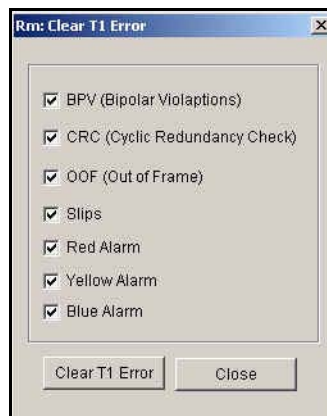 Rm: Clear T1 Error
BPV (Bipolar Violaptions)
CRC (Cyclic Redundancy Check)
OOF (Out of Frame)
Slips
Red Alarm
Yellow Alarm
Blue Alarm
Clear T1 Error
Close